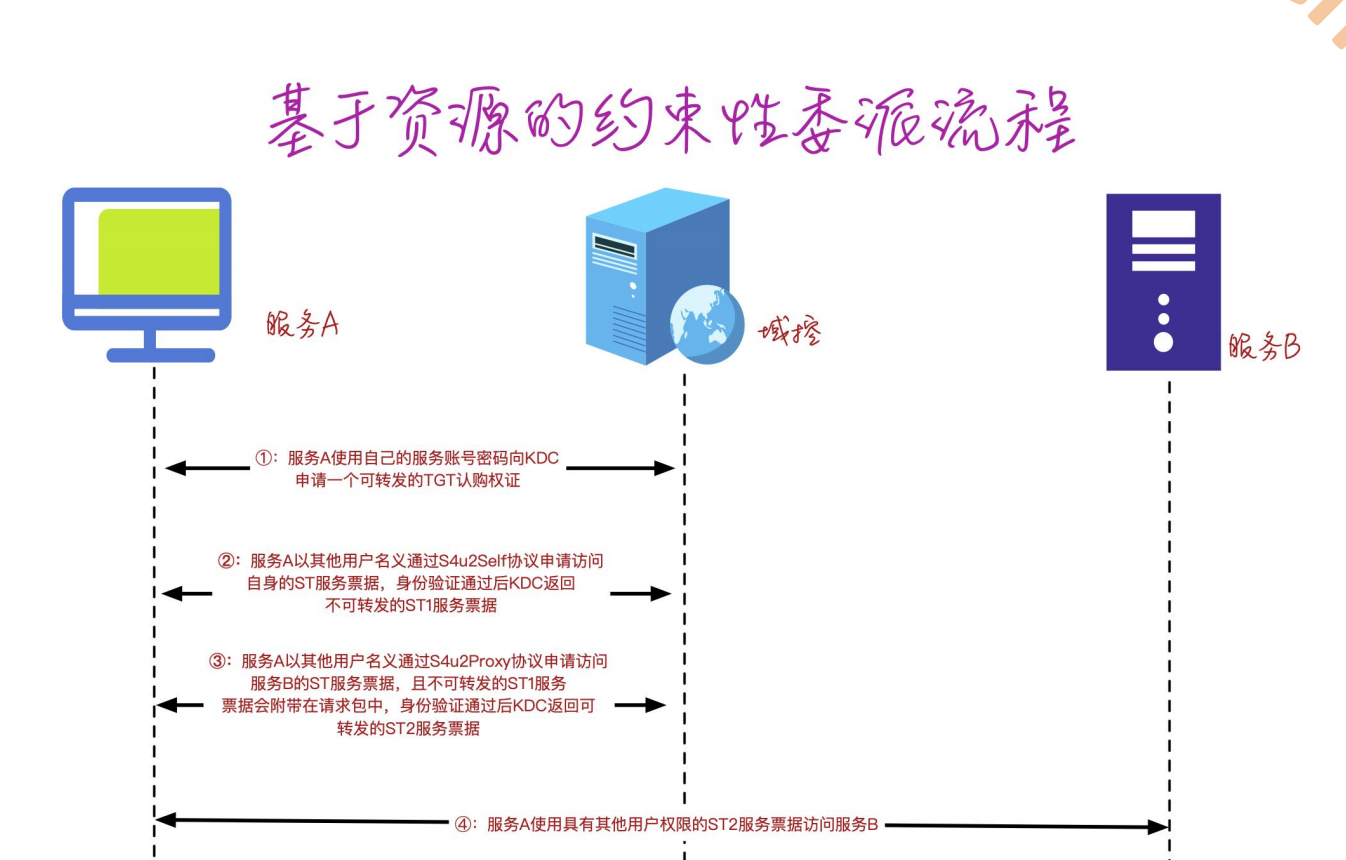 基于资源的约束性委派流程
服务A
域控
服务B
①：服务A使用自己的服务账号密码向KDC
申请一个可转发的TGT认购权证
②：服务A以其他用户名义通过S4u2Self协议申请访问
自身的ST服务票据，身份验证通过后KDC返回
不可转发的ST1服务票据
③：服务A以其他用户名义通过S4u2Proxy协议申请访问
服务B的ST服务票据，且不可转发的ST1服务
票据会附带在请求包中，身份验证通过后KDC返回可
转发的ST2服务票据
④：服务A使用具有其他用户权限的ST2服务票据访问服务B